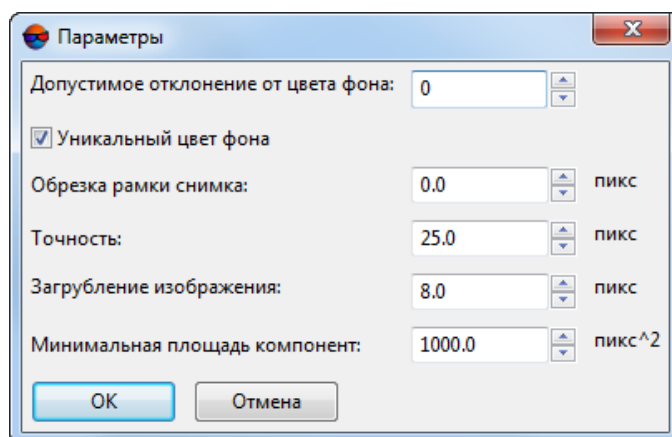 Параметры
Допустимое отклонение от цвета фона: 0
Уникальный цвет фона
Обрезка рамки снимка: 0.0 пикс
Точность: 25.0 пикс
Загрубление изображения: 8.0 пикс
Минимальная площадь компонент: 1000.0 пикс^2
OK Отмена